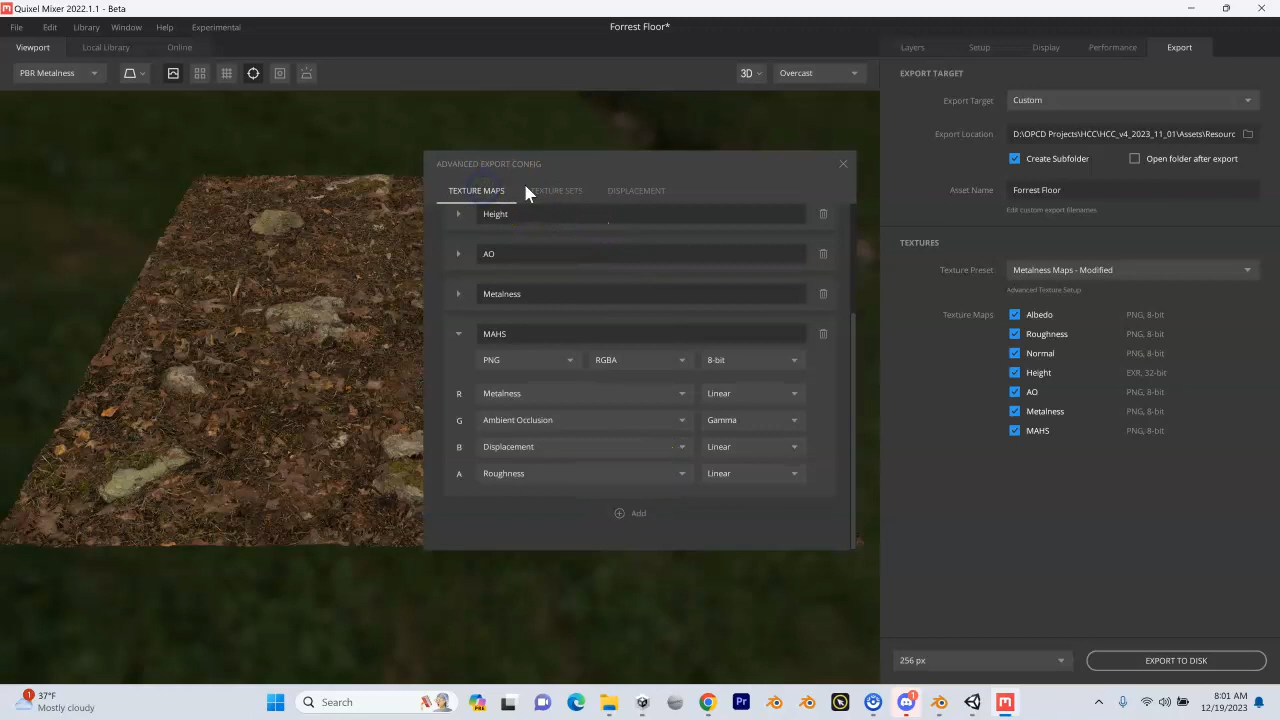 Quixel Mixer 2022.1.1 - Beta
File Edit Library Window Help Experimental
Forrest Floor*
Viewport Local Library Online
Layers Setup Display Performance Export
PBR Metalness
3D
Overcast
EXPORT TARGET
Export Target Custom
Export Location D:\OPCD Projects\HCC\HCC_v4_2023_11_01\Assets\Resourc
Create Subfolder Open folder after export
Asset Name Forrest Floor
Edit custom export filenames
TEXTURES
Texture Preset Metalness Maps - Modified
Advanced Texture Setup
Texture Maps Albedo PNG, 8-bit
Roughness PNG, 8-bit
Normal PNG, 8-bit
Height EXR, 32-bit
AO PNG, 8-bit
Metalness PNG, 8-bit
MAHS PNG, 8-bit
256 px
EXPORT TO DISK
ADVANCED EXPORT CONFIG
TEXTURE MAPS TEXTURE SETS DISPLACEMENT
Height
AO
Metalness
MAHS
PNG RGBA 8-bit
R Metalness Linear
G Ambient Occlusion Gamma
B Displacement Linear
A Roughness Linear
Add
1
37°F
Mostly cloudy
Search
Pr
1
8:01 AM
12/19/2023